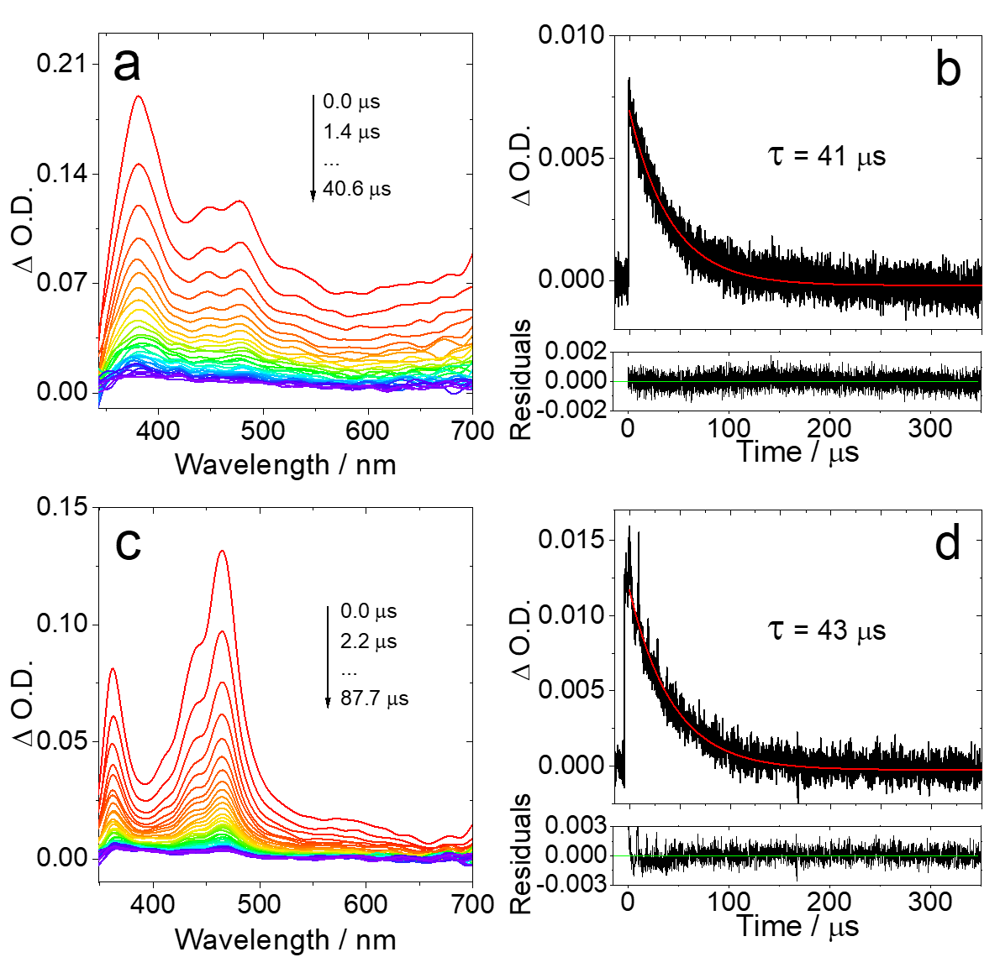 a
0.21
0.14
0.07
0.00
Δ O.D.
0.0 μs
1.4 μs
...
40.6 μs
400
500
600
700
Wavelength / nm
b
0.010
0.005
0.000
Δ O.D.
τ = 41 μs
0.002
0.000
-0.002
Residuals
0
100
200
300
Time / μs
c
0.15
0.10
0.05
0.00
Δ O.D.
0.0 μs
2.2 μs
...
87.7 μs
400
500
600
700
Wavelength / nm
d
0.015
0.010
0.005
0.000
Δ O.D.
τ = 43 μs
0.003
0.000
-0.003
Residuals
0
100
200
300
Time / μs